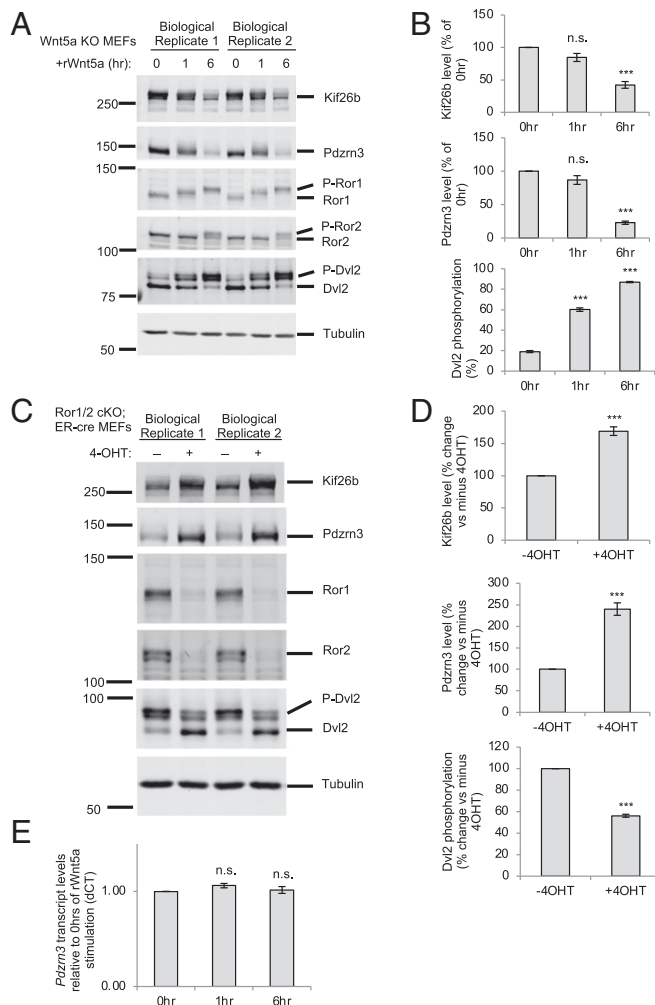 A
Wnt5a KO MEFs
Biological Replicate 1
Biological Replicate 2
+rWnt5a (hr): 0 1 6 0 1 6
250
Kif26b
150
Pdzrn3
150
P-Ror1
Ror1
P-Ror2
Ror2
100
P-Dvl2
Dvl2
75
Tubulin
50
B
Kif26b level (% of 0hr)
150
100
50
0
n.s.
***
0hr 1hr 6hr
Pdzrn3 level (% of 0hr)
150
100
50
0
n.s.
***
0hr 1hr 6hr
Dvl2 phosphorylation (%)
100
80
60
40
20
0
***
***
0hr 1hr 6hr
C
Ror1/2 cKO;
ER-cre MEFs
Biological Replicate 1
Biological Replicate 2
4-OHT: – + – +
250
Kif26b
150
Pdzrn3
150
Ror1
Ror2
100
100
P-Dvl2
Dvl2
Tubulin
50
D
Kif26b level (% change vs minus 4OHT)
200
150
100
50
0
***
-4OHT +4OHT
Pdzrn3 level (% change vs minus 4OHT)
300
250
200
150
100
50
0
***
-4OHT +4OHT
Dvl2 phosphorylation (% change vs minus 4OHT)
120
100
80
60
40
20
0
***
-4OHT +4OHT
E
Pdzrn3 transcript levels relative to 0hrs of rWnt5a stimulation (dCT)
1.00
0.00
n.s.
n.s.
0hr 1hr 6hr